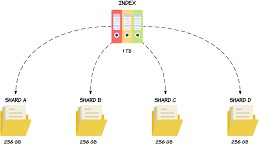 INDEX
1 TB
SHARD A
SHARD B
SHARD C
SHARD D
256 GB
256 GB
256 GB
256 GB